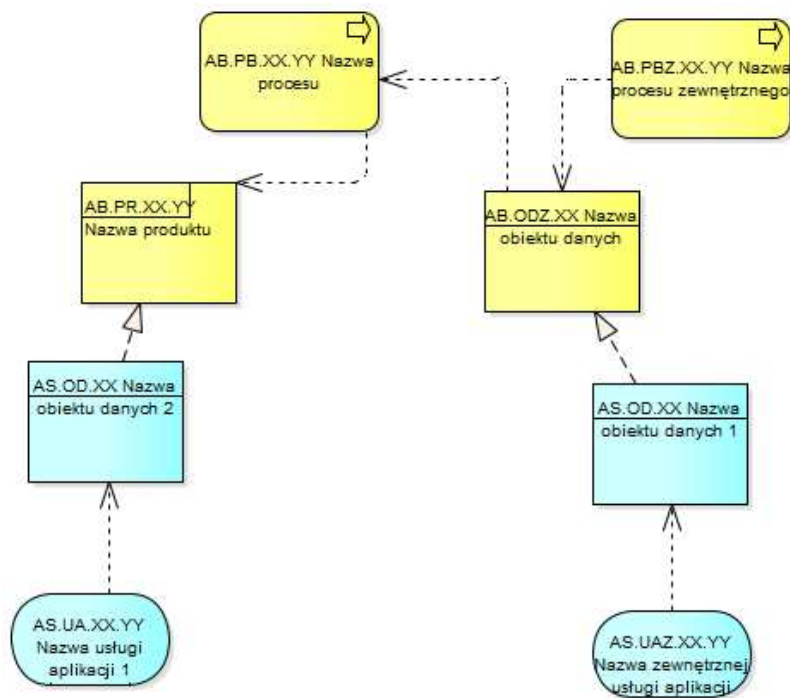 AB.PB.XX.YY Nazwa
procesu
AB.PBZ.XX.YY Nazwa
procesu zewnętrznego
AB.PR.XX.YY
Nazwa produktu
AB.ODZ.XX Nazwa
obiektu danych
AS.OD.XX Nazwa
obiektu danych 2
AS.OD.XX Nazwa
obiektu danych 1
AS.UA.XX.YY
Nazwa usługi
aplikacji 1
AS.UAZ.XX.YY
Nazwa zewnętrznej
usługi aplikacji